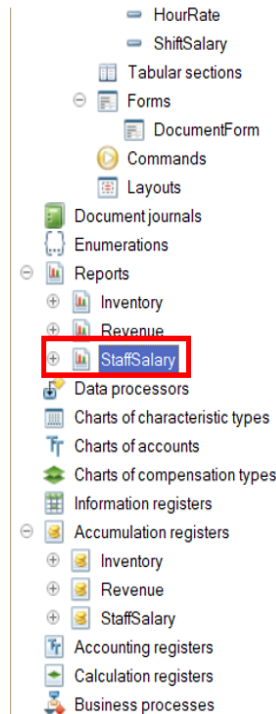 HourRate
ShiftSalary
Tabular sections
Forms
DocumentForm
Commands
Layouts
Document journals
Enumerations
Reports
Inventory
Revenue
StaffSalary
Data processors
Charts of characteristic types
Charts of accounts
Charts of compensation types
Information registers
Accumulation registers
Inventory
Revenue
StaffSalary
Accounting registers
Calculation registers
Business processes